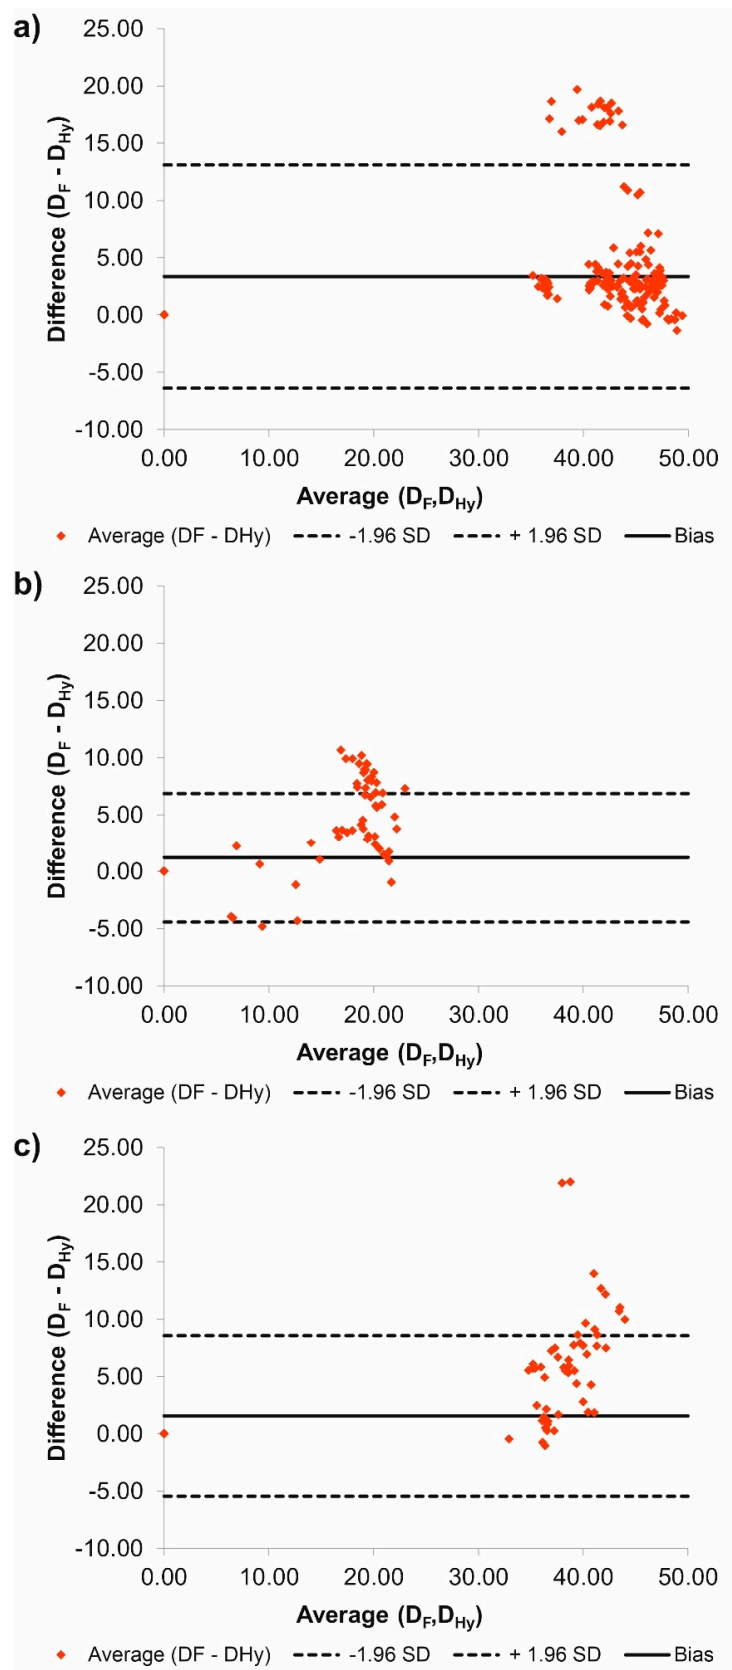 a)
25.00
20.00
15.00
10.00
5.00
0.00
-5.00
-10.00
Difference (DF - DHy)
0.00 10.00 20.00 30.00 40.00 50.00
Average (DF,DHy)
Average (DF - DHy) -1.96 SD + 1.96 SD Bias
b)
25.00
20.00
15.00
10.00
5.00
0.00
-5.00
-10.00
Difference (DF - DHy)
0.00 10.00 20.00 30.00 40.00 50.00
Average (DF,DHy)
Average (DF - DHy) -1.96 SD + 1.96 SD Bias
c)
25.00
20.00
15.00
10.00
5.00
0.00
-5.00
-10.00
Difference (DF - DHy)
0.00 10.00 20.00 30.00 40.00 50.00
Average (DF,DHy)
Average (DF - DHy) -1.96 SD + 1.96 SD Bias